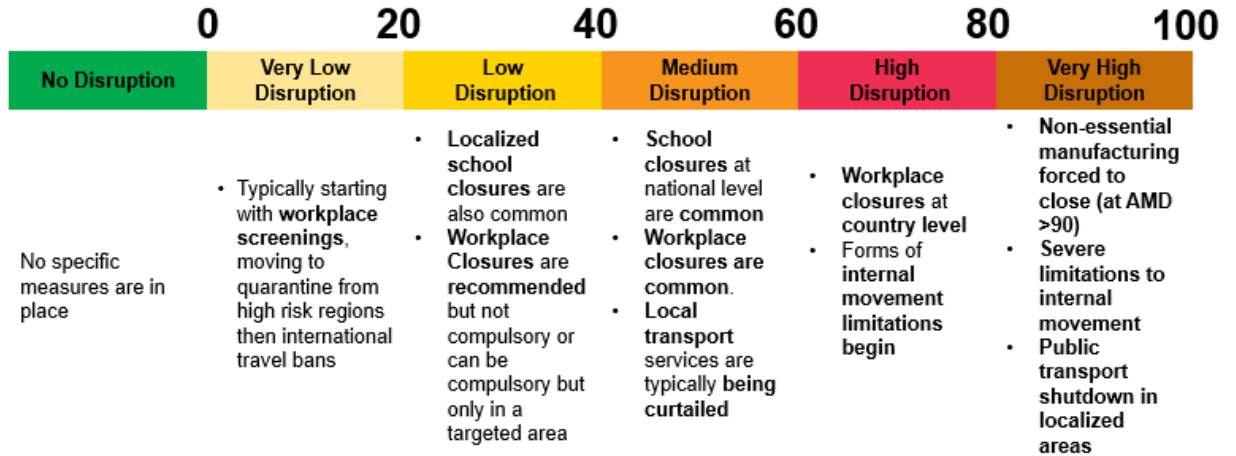 0 20 40 60 80 100
No Disruption
Very Low
Disruption
Low
Disruption
Medium
Disruption
High
Disruption
Very High
Disruption
No specific
measures are in
place
• Typically starting
with workplace
screenings,
moving to
quarantine from
high risk regions
then international
travel bans
• Localized
school
closures are
also common
• Workplace
Closures are
recommended
but not
compulsory or
can be
compulsory but
only in a
targeted area
• School
closures at
national level
are common
• Workplace
closures are
common.
• Local
transport
services are
typically being
curtailed
• Workplace
closures at
country level
• Forms of
internal
movement
limitations
begin
• Non-essential
manufacturing
forced to
close (at AMD
>90)
• Severe
limitations to
internal
movement
• Public
transport
shutdown in
localized
areas